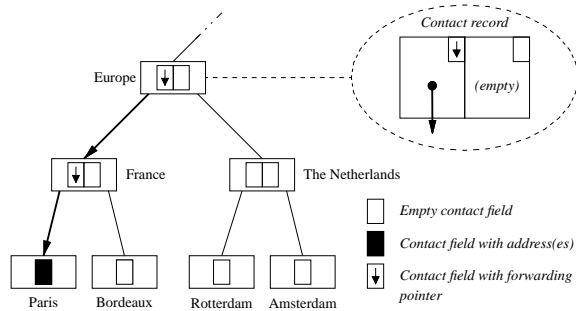 Contact record
Europe
(empty)
France
The Netherlands
Empty contact field
Contact field with address(es)
Contact field with forwarding
pointer
Paris
Bordeaux
Rotterdam
Amsterdam